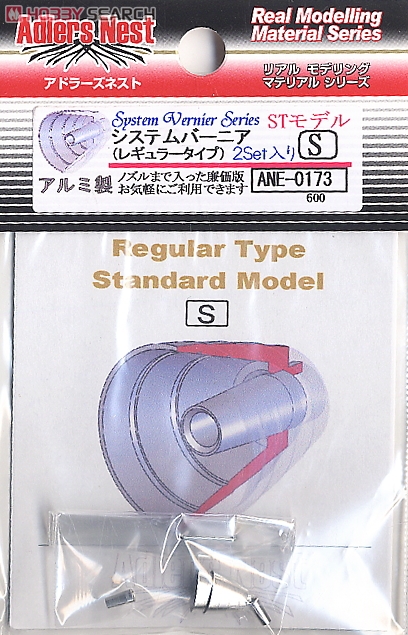 HOBBY SEARCH
Adlers Nest
アドラーズネスト
Real Modelling
Material Series
リアル モデリング
マテリアル シリーズ
System Vernier Series STモデル
システムバーニア
(レギュラータイプ) 2Set入り S
アルミ製
ノズルまで入った廉価版
お気軽にご利用できます
ANE-0173
600
Regular Type
Standard Model
S
Adlers Nest